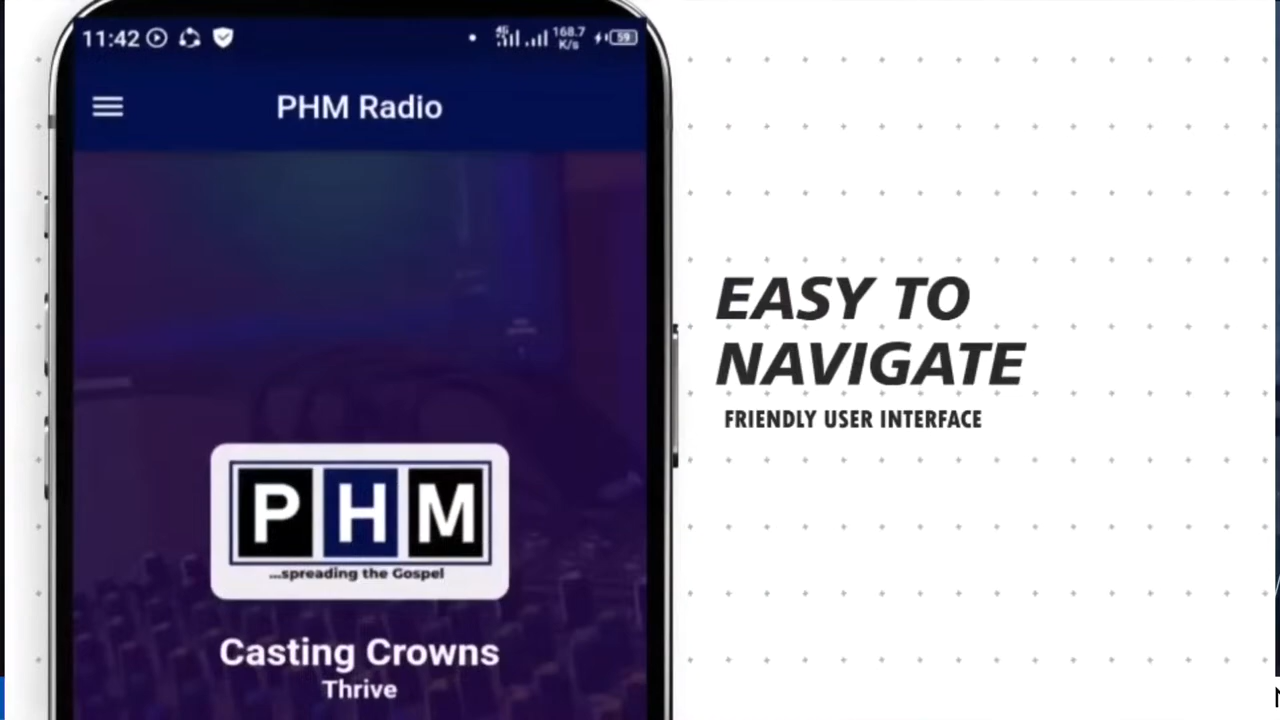 11:42
4G
168.7
K/s
59
PHM Radio
EASY TO
NAVIGATE
FRIENDLY USER INTERFACE
PHM
...spreading the Gospel
Casting Crowns
Thrive